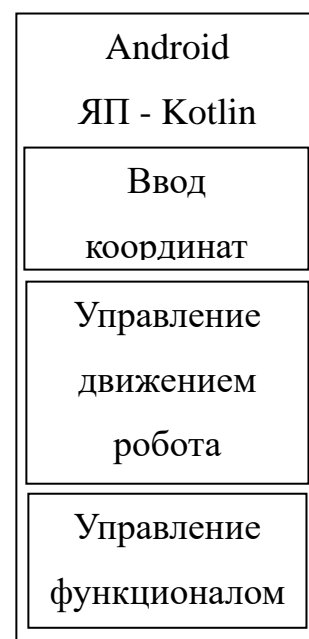 Android
ЯП - Kotlin
Ввод
координат
Управление
движением
робота
Управление
функционалом